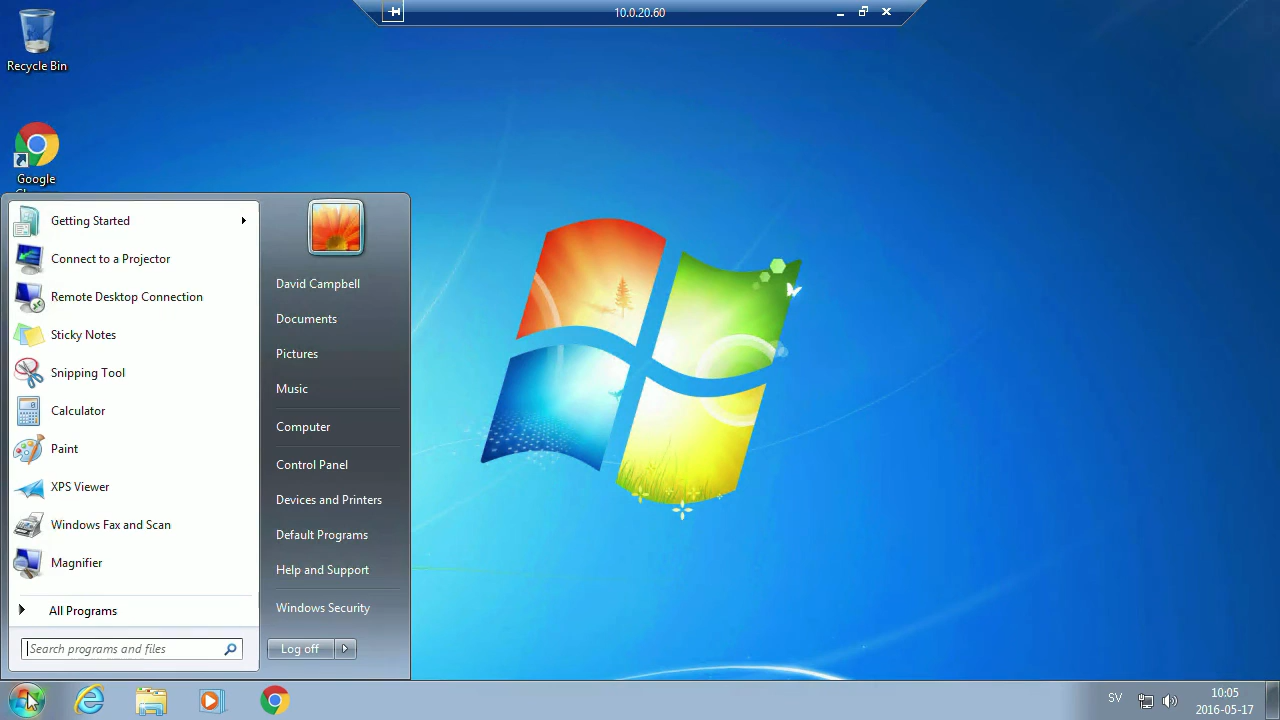 10.0.20.60
Recycle Bin
Google
Getting Started
Connect to a Projector
Remote Desktop Connection
Sticky Notes
Snipping Tool
Calculator
Paint
XPS Viewer
Windows Fax and Scan
Magnifier
All Programs
Search programs and files
David Campbell
Documents
Pictures
Music
Computer
Control Panel
Devices and Printers
Default Programs
Help and Support
Windows Security
Log off
SV
10:05
2016-05-17